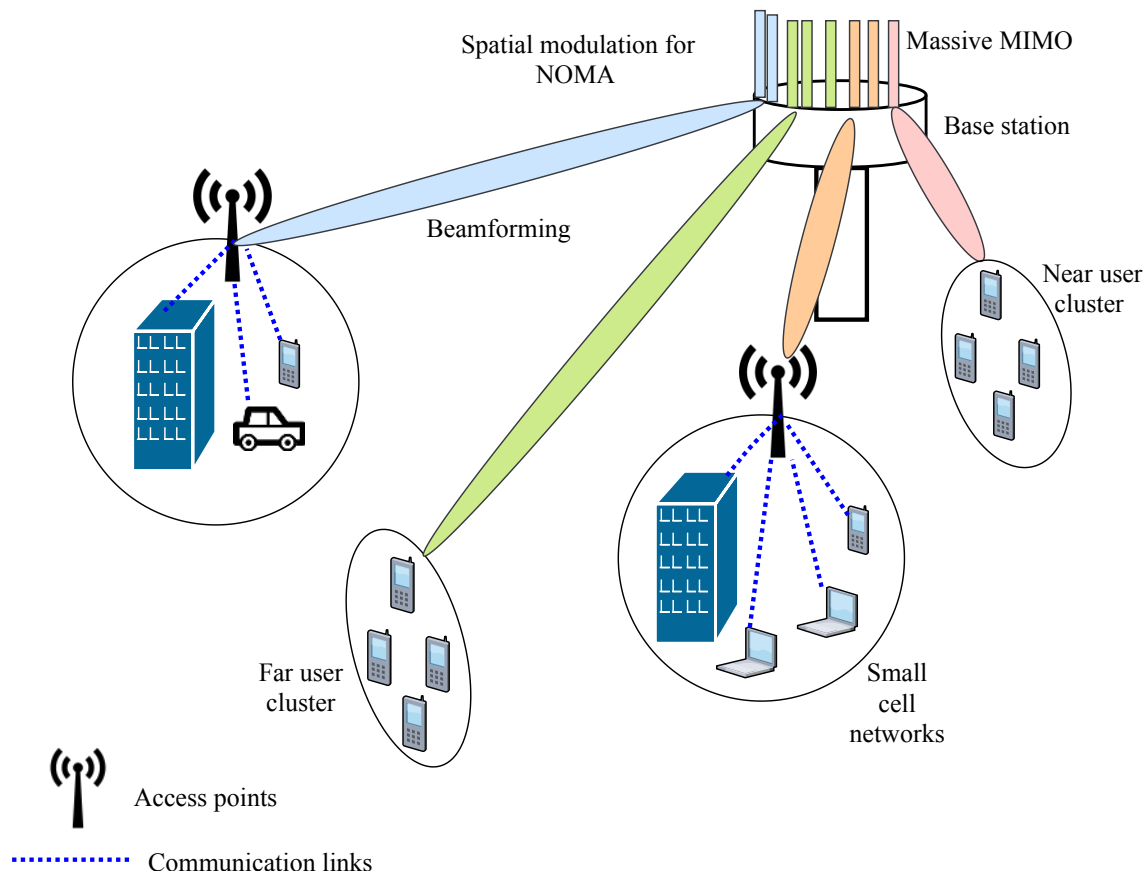 Spatial modulation for
NOMA
Massive MIMO
Base station
Beamforming
Near user
cluster
Far user
cluster
Small
cell
networks
Access points
Communication links